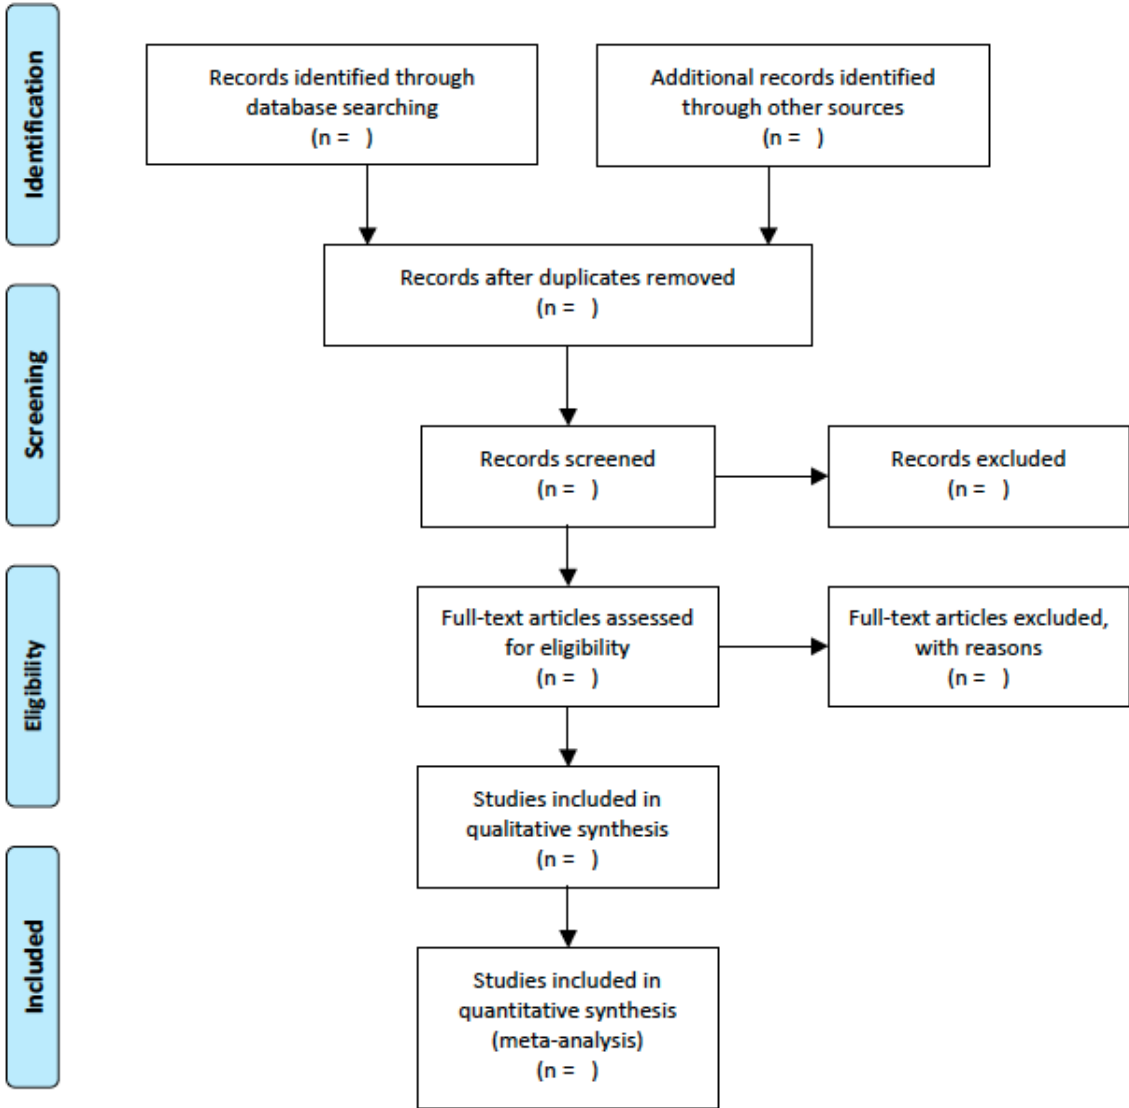 Identification
Records identified through
database searching
(n =   )
Additional records identified
through other sources
(n =   )
Records after duplicates removed
(n =   )
Screening
Records screened
(n =   )
Records excluded
(n =   )
Eligibility
Full-text articles assessed
for eligibility
(n =   )
Full-text articles excluded,
with reasons
(n =   )
Studies included in
qualitative synthesis
(n =   )
Included
Studies included in
quantitative synthesis
(meta-analysis)
(n =   )